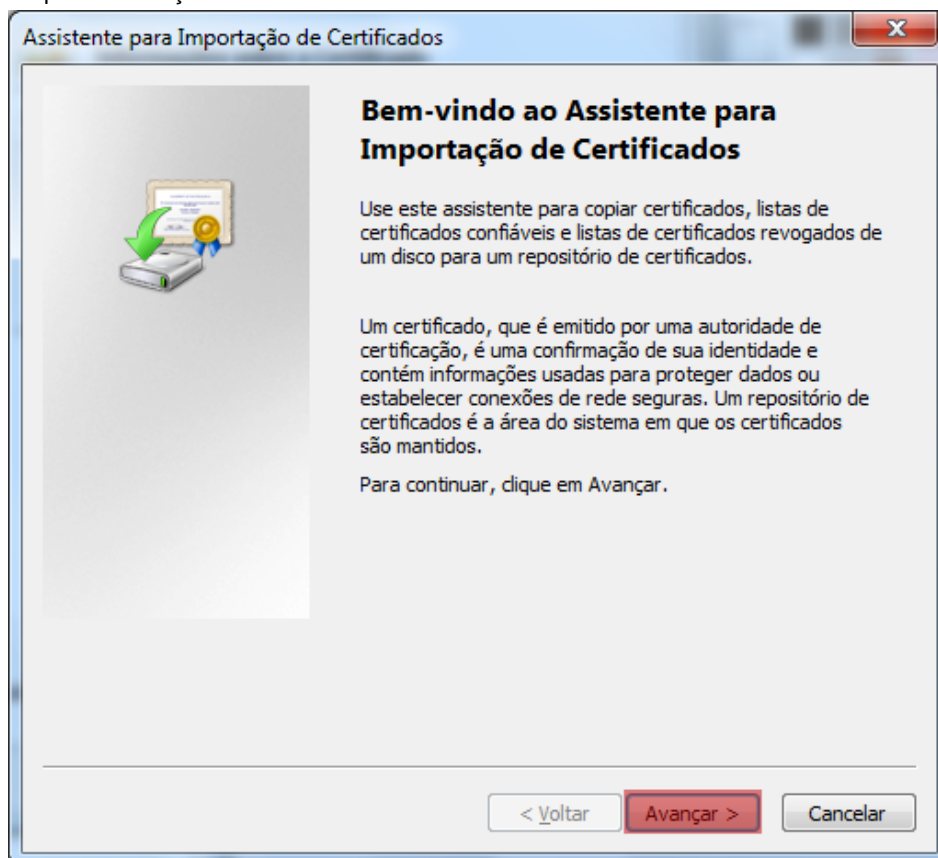 Assistente para Importação de Certificados
Bem-vindo ao Assistente para
Importação de Certificados
Use este assistente para copiar certificados, listas de
certificados confiáveis e listas de certificados revogados de
um disco para um repositório de certificados.
Um certificado, que é emitido por uma autoridade de
certificação, é uma confirmação de sua identidade e
contém informações usadas para proteger dados ou
estabelecer conexões de rede seguras. Um repositório de
certificados é a área do sistema em que os certificados
são mantidos.
Para continuar, clique em Avançar.
< Voltar Avançar > Cancelar